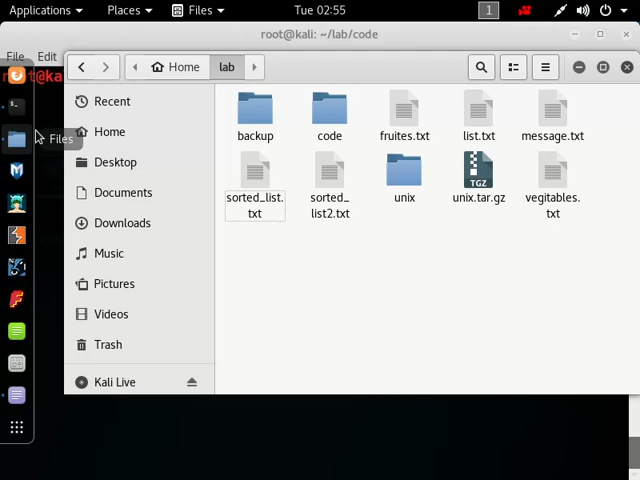 Applications Places Files Tue 02:55 1
root@kali: ~/lab/code
File Edit
Home lab
Files
Recent
Home
Desktop
Documents
Downloads
Music
Pictures
Videos
Trash
Kali Live
backup code fruites.txt list.txt message.txt
sorted_list.
txt
sorted_
list2.txt
unix
TGZ
unix.tar.gz
vegitables.
txt